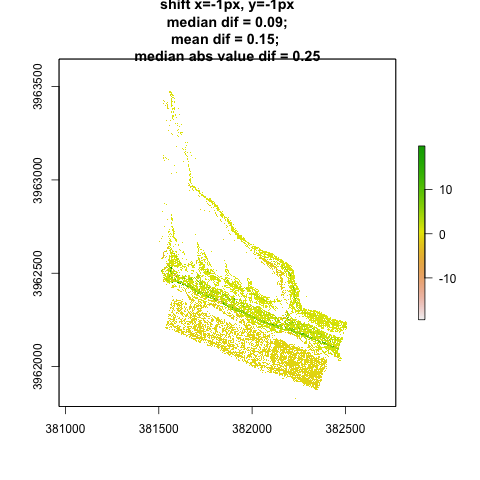 shift x=-1px, y=-1px
median dif = 0.09;
mean dif = 0.15;
median abs value dif = 0.25
3963500
3963000
3962500
3962000
10
0
-10
381000 381500 382000 382500